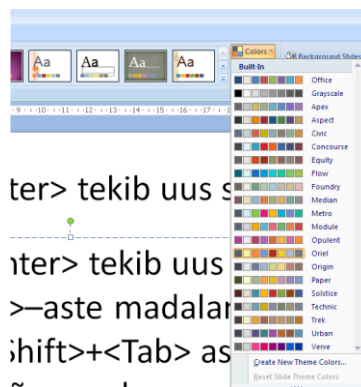 Aa Aa Aa Aa
Colors
Background Styles
Built-In
Office
Grayscale
Apex
Aspect
Civic
Concourse
Equity
Flow
Foundry
Median
Metro
Module
Opulent
Oriel
Origin
Paper
Solstice
Technic
Trek
Urban
Verve
Create New Theme Colors...
Reset Slide Theme Colors
· 9 · ı · 10 · ı · 11 · ı · 12 · ı · 13 · ı · 14 · ı · 15 · ı · 16 · ı · 17 · ı · 1
ter> tekib uus s
nter> tekib uus
>–aste madalam
Shift>+<Tab> as